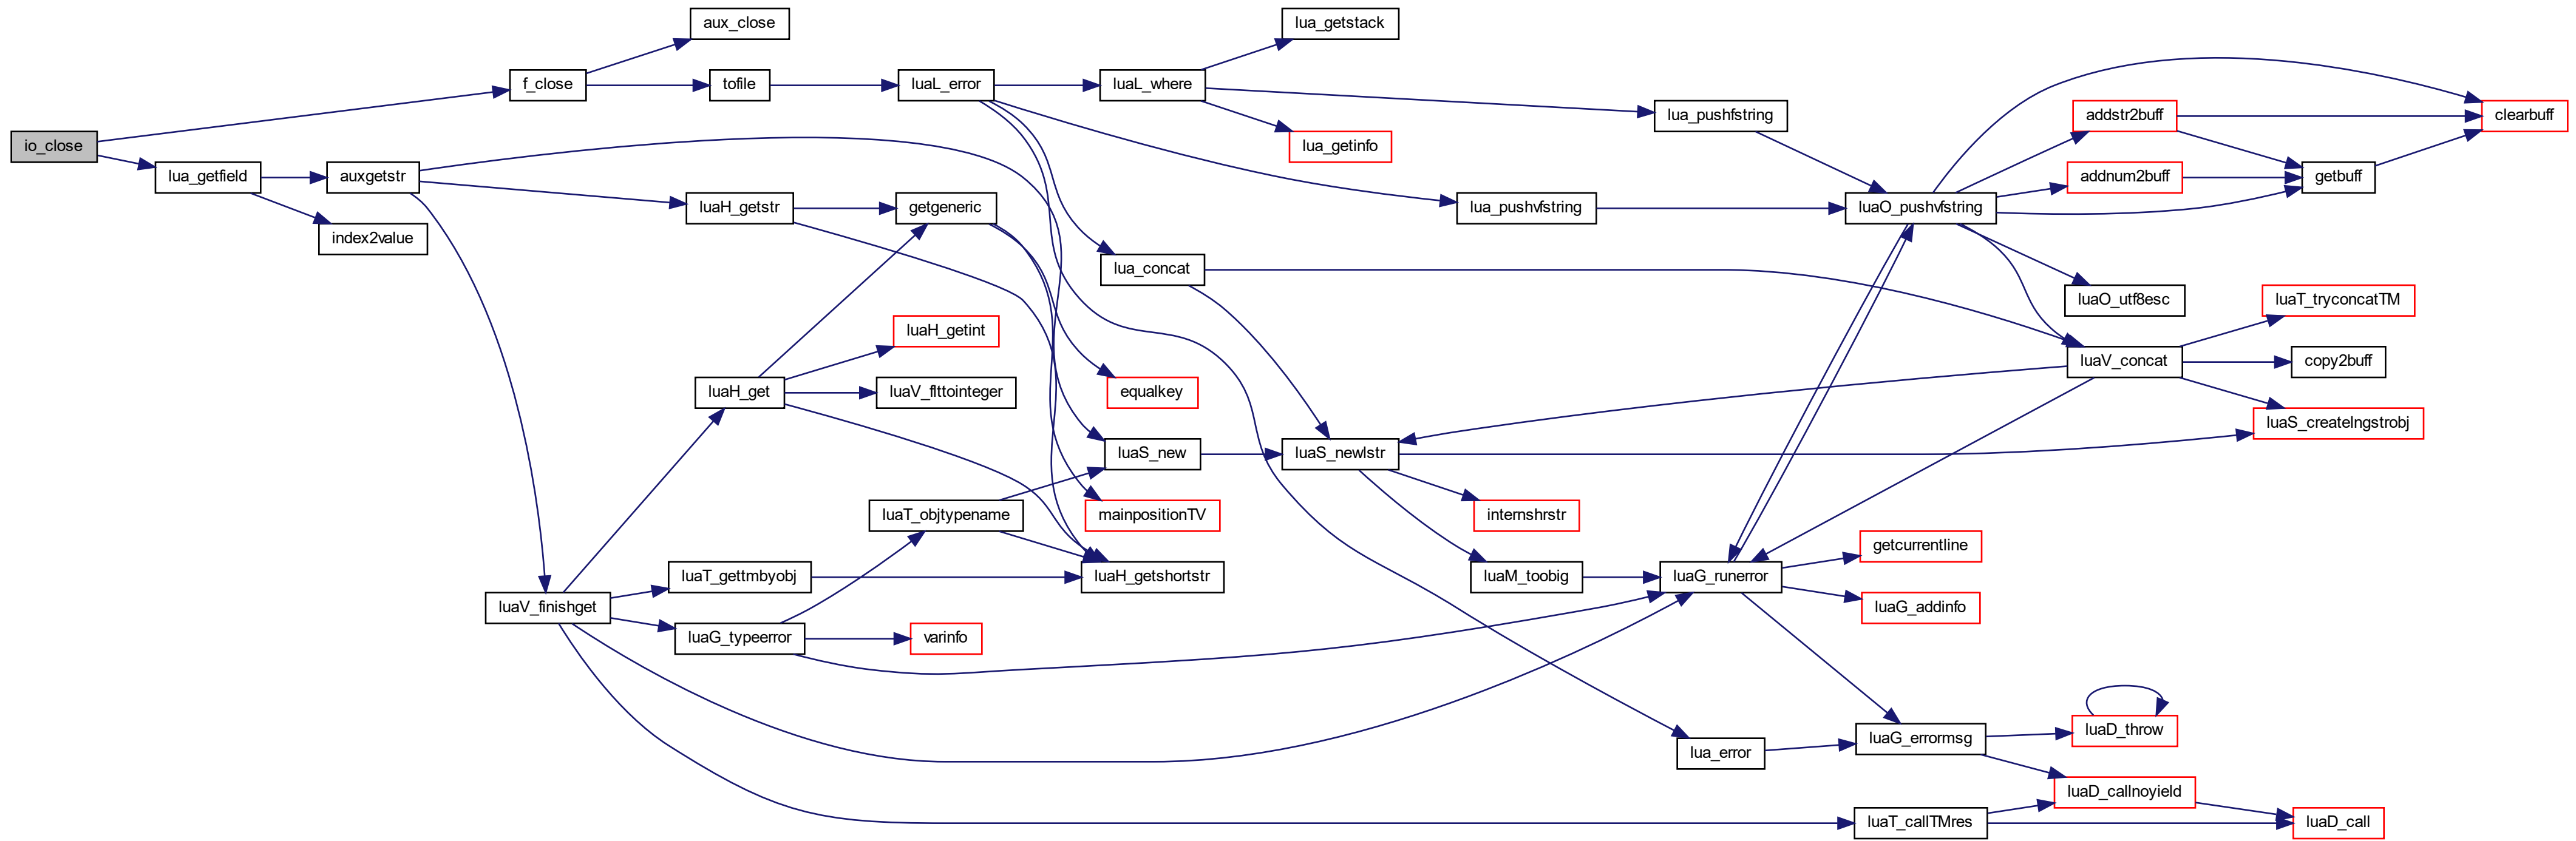 io_close
f_close
aux_close
tofile
luaL_error
luaL_where
lua_getstack
lua_getinfo
lua_pushfstring
lua_getfield
auxgetstr
index2value
luaH_getstr
getgeneric
lua_pushvfstring
luaO_pushvfstring
addstr2buff
addnum2buff
getbuff
clearbuff
lua_concat
luaO_utf8esc
luaV_concat
luaT_tryconcatTM
copy2buff
luaS_createlngstrobj
luaH_get
luaH_getint
luaV_flttointeger
equalkey
luaS_new
luaS_newlstr
mainpositionTV
internshrstr
luaT_objtypename
luaT_gettmbyobj
luaH_getshortstr
luaM_toobig
luaG_runerror
getcurrentline
luaG_addinfo
luaV_finishget
luaG_typeerror
varinfo
lua_error
luaG_errormsg
luaD_throw
luaD_callnoyield
luaT_callTMres
luaD_call